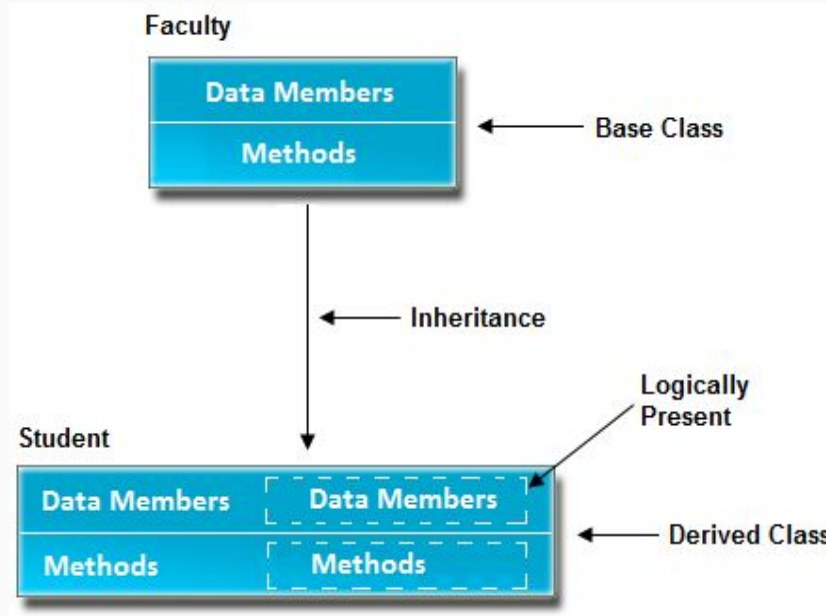 Faculty
Data Members
Methods
Base Class
Inheritance
Logically
Present
Student
Data Members Data Members
Methods Methods
Derived Class